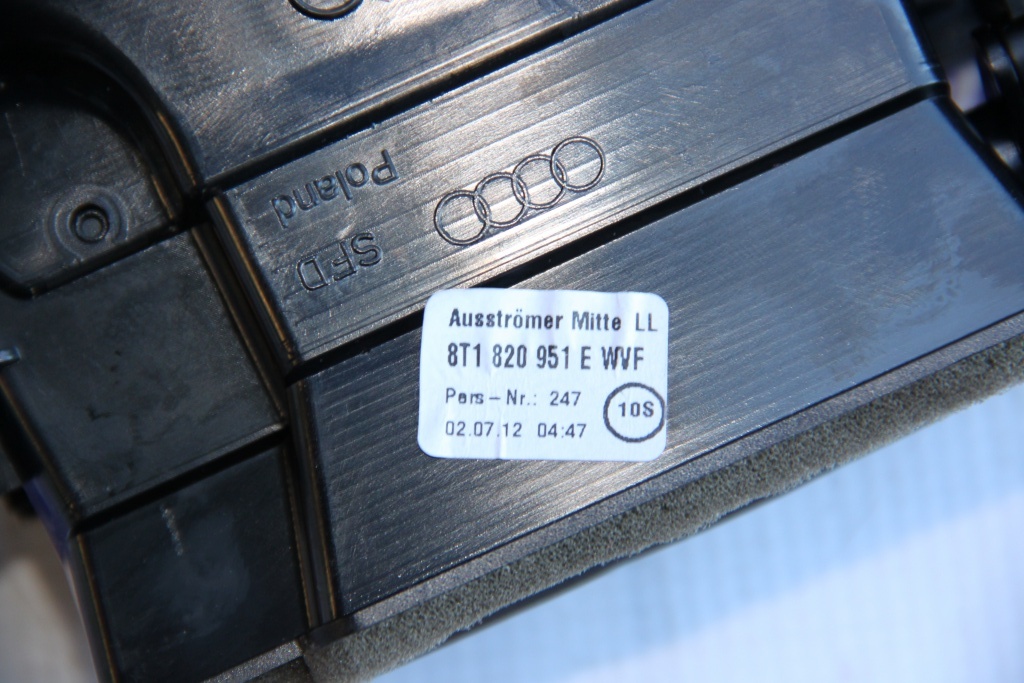 Poland
SFD
Ausströmer Mitte LL
8T1 820 951 E WVF
Pers-Nr.: 247
02.07.12 04:47
10S